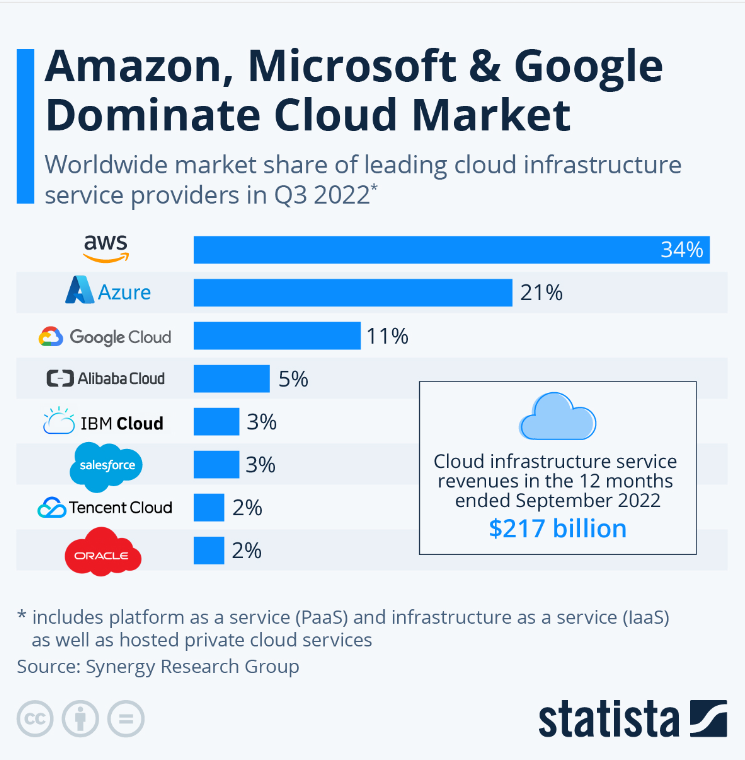 Amazon, Microsoft & Google
Dominate Cloud Market
Worldwide market share of leading cloud infrastructure
service providers in Q3 2022*
aws
34%
Azure
21%
Google Cloud
11%
Alibaba Cloud
5%
IBM Cloud
3%
salesforce
3%
Tencent Cloud
2%
ORACLE
2%
Cloud infrastructure service
revenues in the 12 months
ended September 2022
$217 billion
* includes platform as a service (PaaS) and infrastructure as a service (IaaS)
as well as hosted private cloud services
Source: Synergy Research Group
cc
statista